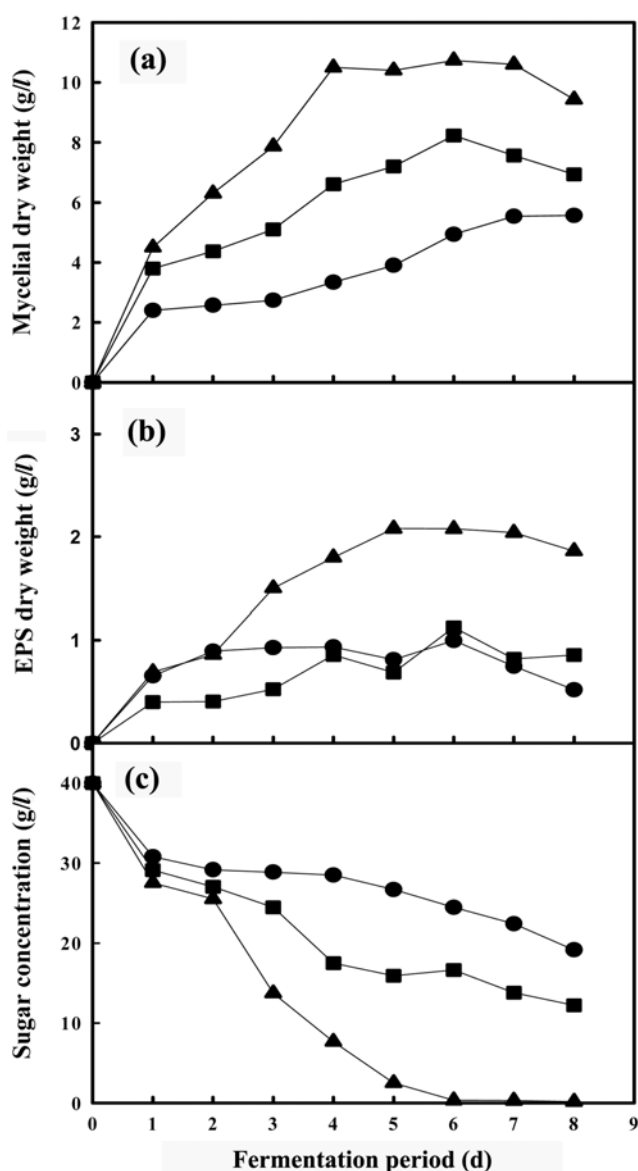 12
(a)
10
8
6
4
2
0
Mycelial dry weight (g/l)
(b)
3
2
1
0
EPS dry weight (g/l)
(c)
40
30
20
10
0
Sugar concentration (g/l)
0 1 2 3 4 5 6 7 8 9
Fermentation period (d)